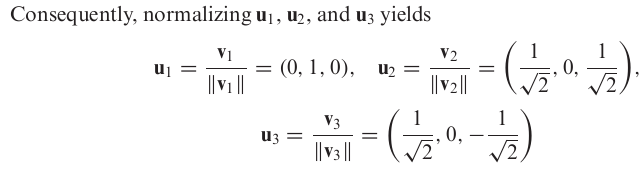 Consequently, normalizing u₁, u₂, and u₃ yields
u₁ = v₁/‖v₁‖ = (0, 1, 0), u₂ = v₂/‖v₂‖ = (1/√2, 0, 1/√2),
u₃ = v₃/‖v₃‖ = (1/√2, 0, −1/√2)